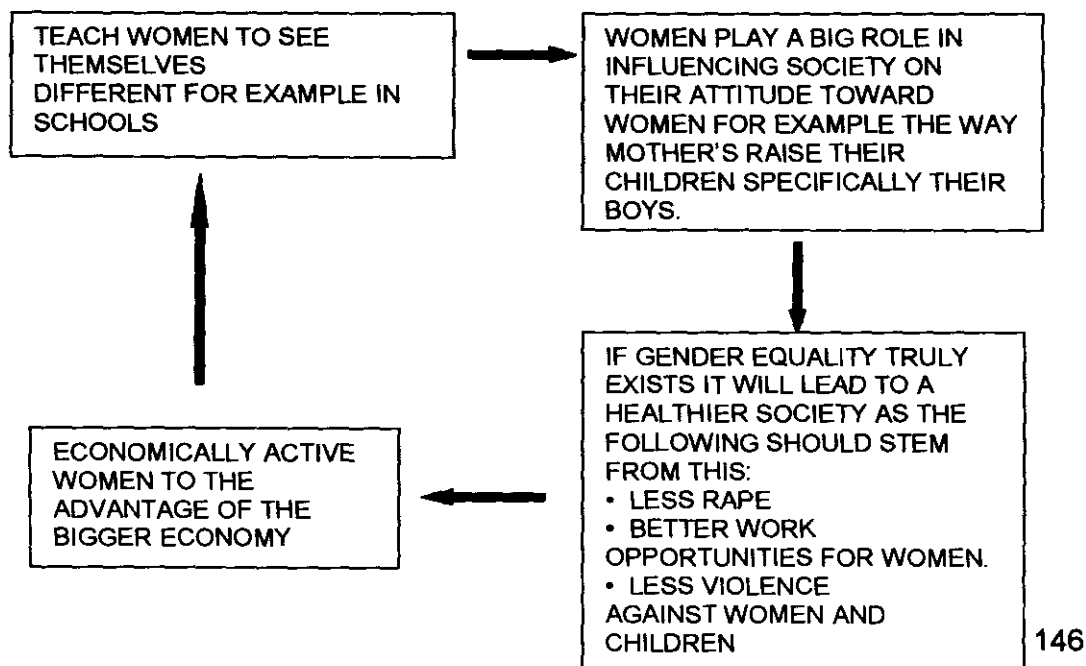 TEACH WOMEN TO SEE
THEMSELVES
DIFFERENT FOR EXAMPLE IN
SCHOOLS
WOMEN PLAY A BIG ROLE IN
INFLUENCING SOCIETY ON
THEIR ATTITUDE TOWARD
WOMEN FOR EXAMPLE THE WAY
MOTHER'S RAISE THEIR
CHILDREN SPECIFICALLY THEIR
BOYS.
IF GENDER EQUALITY TRULY
EXISTS IT WILL LEAD TO A
HEALTHIER SOCIETY AS THE
FOLLOWING SHOULD STEM
FROM THIS:
• LESS RAPE
• BETTER WORK
OPPORTUNITIES FOR WOMEN.
• LESS VIOLENCE
AGAINST WOMEN AND
CHILDREN
ECONOMICALLY ACTIVE
WOMEN TO THE
ADVANTAGE OF THE
BIGGER ECONOMY
146